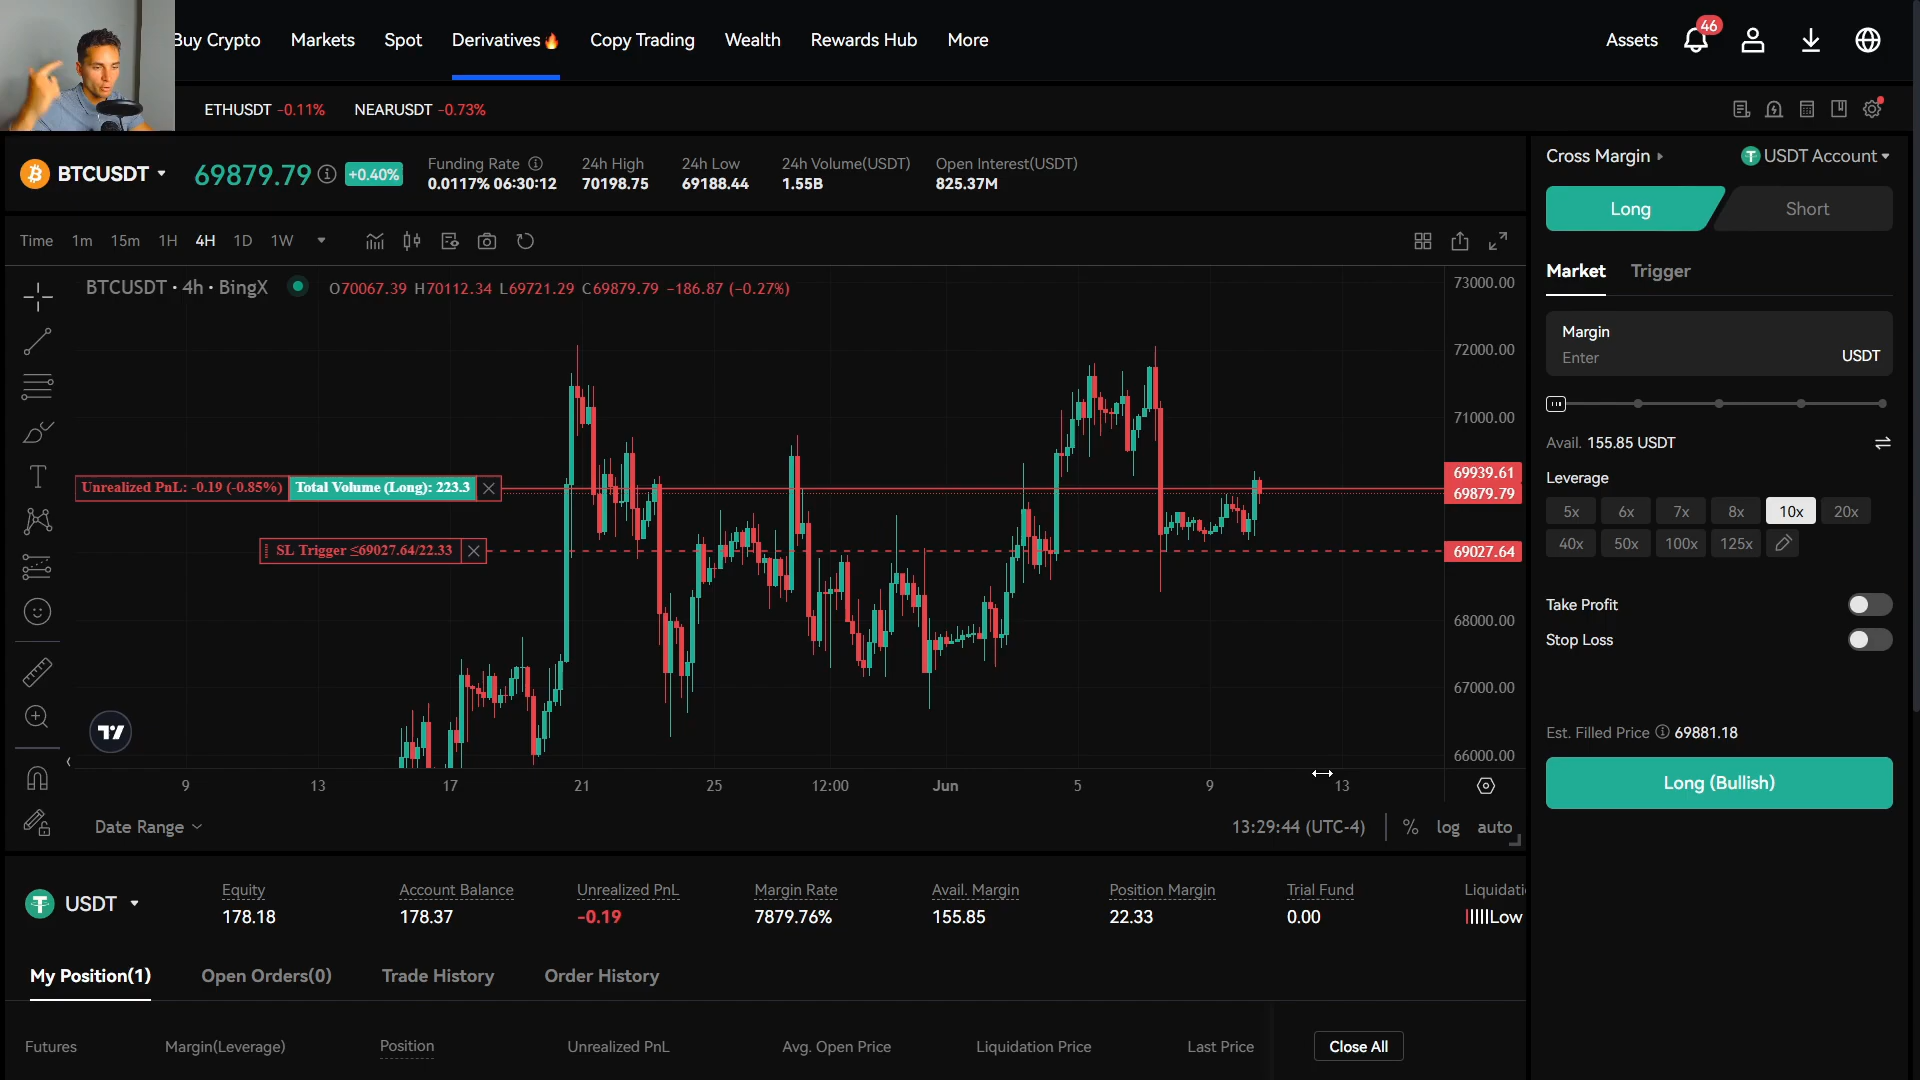 Buy Crypto Markets Spot Derivatives Copy Trading Wealth Rewards Hub More Assets 46
ETHUSDT -0.11% NEARUSDT -0.73%
BTCUSDT 69879.79 +0.40%
Funding Rate 24h High 24h Low 24h Volume(USDT) Open Interest(USDT)
0.0117% 06:30:12 70198.75 69188.44 1.55B 825.37M
Time 1m 15m 1H 4H 1D 1W
BTCUSDT · 4h · BingX O70067.39 H70112.34 L69721.29 C69879.79 −186.87 (−0.27%)
73000.00
72000.00
71000.00
69939.61
Unrealized PnL: -0.19 (-0.85%) Total Volume (Long): 223.3
69879.79
SL Trigger ≤69027.64/22.33 69027.64
68000.00
67000.00
66000.00
9 13 17 21 25 12:00 Jun 5 9 13
Date Range 13:29:44 (UTC-4) % log auto
Cross Margin USDT Account
Long Short
Market Trigger
Margin
Enter USDT
Avail. 155.85 USDT
Leverage
5x 6x 7x 8x 10x 20x
40x 50x 100x 125x
Take Profit
Stop Loss
Est. Filled Price 69881.18
Long (Bullish)
USDT
Equity Account Balance Unrealized PnL Margin Rate Avail. Margin Position Margin Trial Fund Liquidati
178.18 178.37 -0.19 7879.76% 155.85 22.33 0.00 Low
My Position(1) Open Orders(0) Trade History Order History
Futures Margin(Leverage) Position Unrealized PnL Avg. Open Price Liquidation Price Last Price Close All